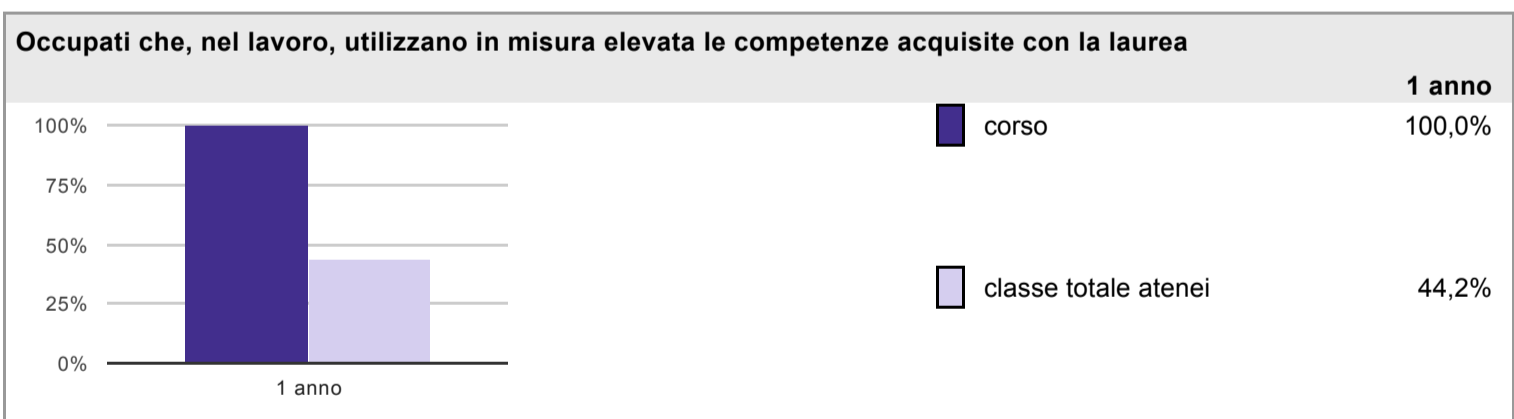 Occupati che, nel lavoro, utilizzano in misura elevata le competenze acquisite con la laurea
1 anno
100%
75%
50%
25%
0%
1 anno
corso 100,0%
classe totale atenei 44,2%